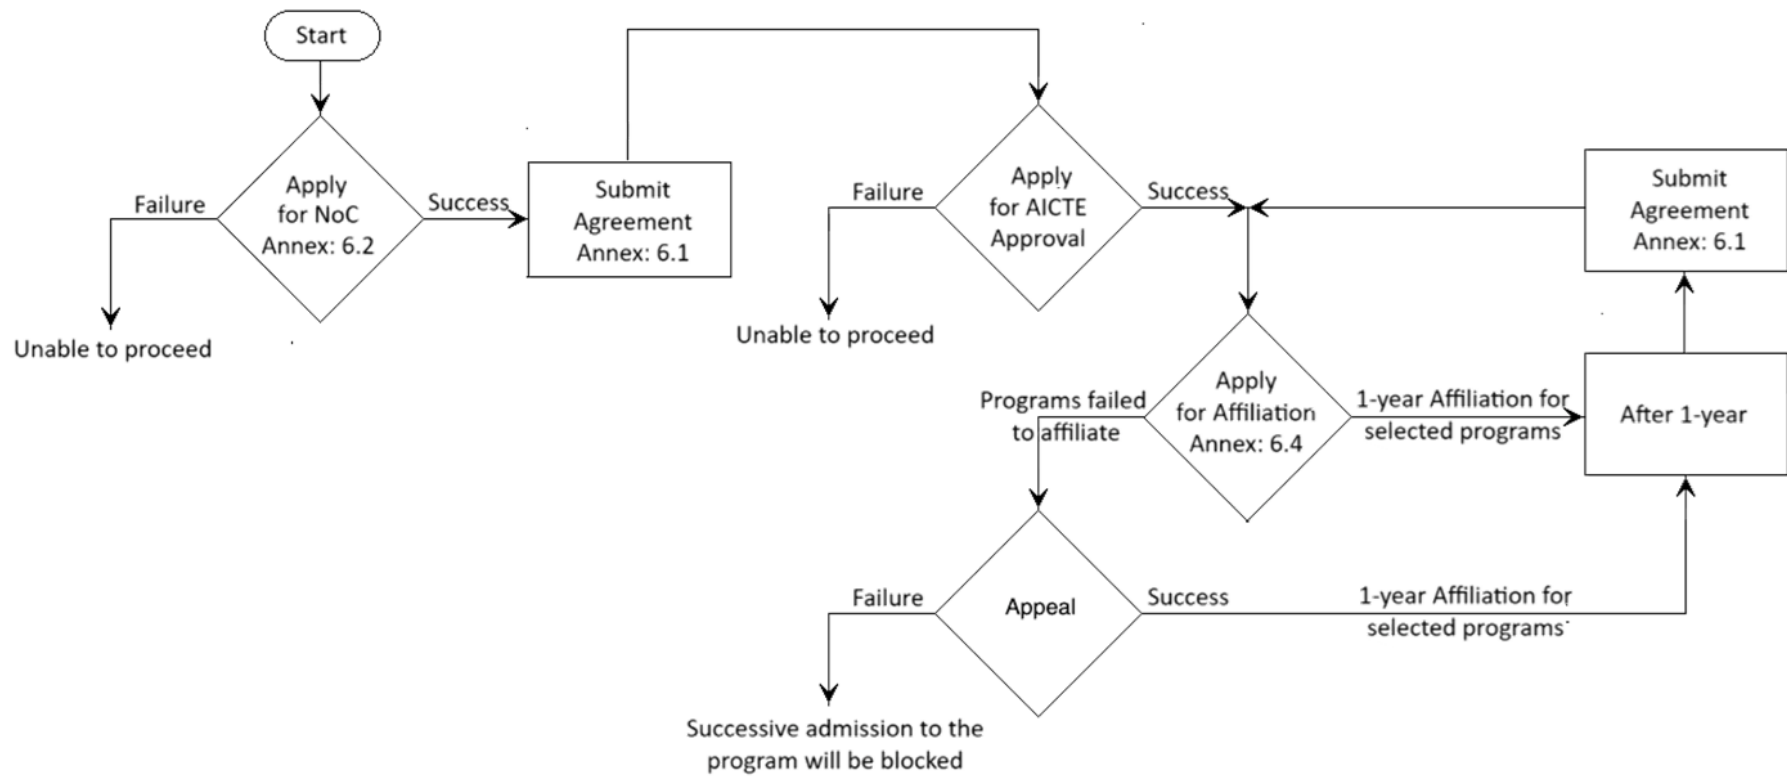 Start
Apply
for NoC
Annex: 6.2
Failure
Success
Unable to proceed
Submit
Agreement
Annex: 6.1
Apply
for AICTE
Approval
Failure
Success
Unable to proceed
Submit
Agreement
Annex: 6.1
Apply
for Affiliation
Annex: 6.4
Programs failed
to affiliate
1-year Affiliation for
selected programs
After 1-year
Appeal
Failure
Success
1-year Affiliation for
selected programs
Successive admission to the
program will be blocked